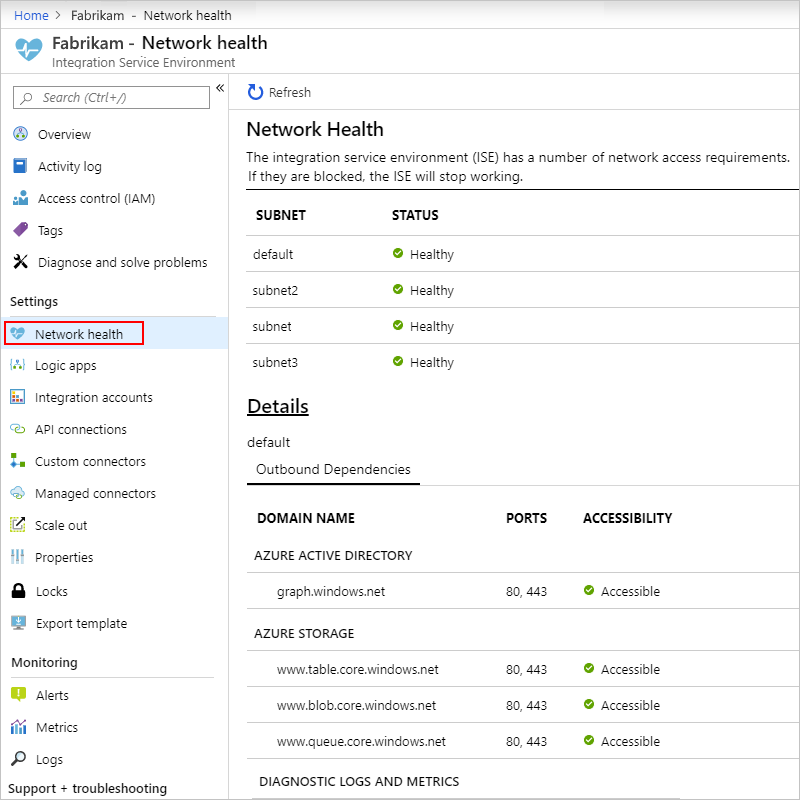 Home > Fabrikam - Network health
Fabrikam - Network health
Integration Service Environment
Search (Ctrl+/)
«
Overview
Activity log
Access control (IAM)
Tags
Diagnose and solve problems
Settings
Network health
Logic apps
Integration accounts
API connections
Custom connectors
Managed connectors
Scale out
Properties
Locks
Export template
Monitoring
Alerts
Metrics
Logs
Support + troubleshooting
Refresh
Network Health
The integration service environment (ISE) has a number of network access requirements.
If they are blocked, the ISE will stop working.
SUBNET STATUS
default Healthy
subnet2 Healthy
subnet Healthy
subnet3 Healthy
Details
default
Outbound Dependencies
DOMAIN NAME PORTS ACCESSIBILITY
AZURE ACTIVE DIRECTORY
graph.windows.net 80, 443 Accessible
AZURE STORAGE
www.table.core.windows.net 80, 443 Accessible
www.blob.core.windows.net 80, 443 Accessible
www.queue.core.windows.net 80, 443 Accessible
DIAGNOSTIC LOGS AND METRICS